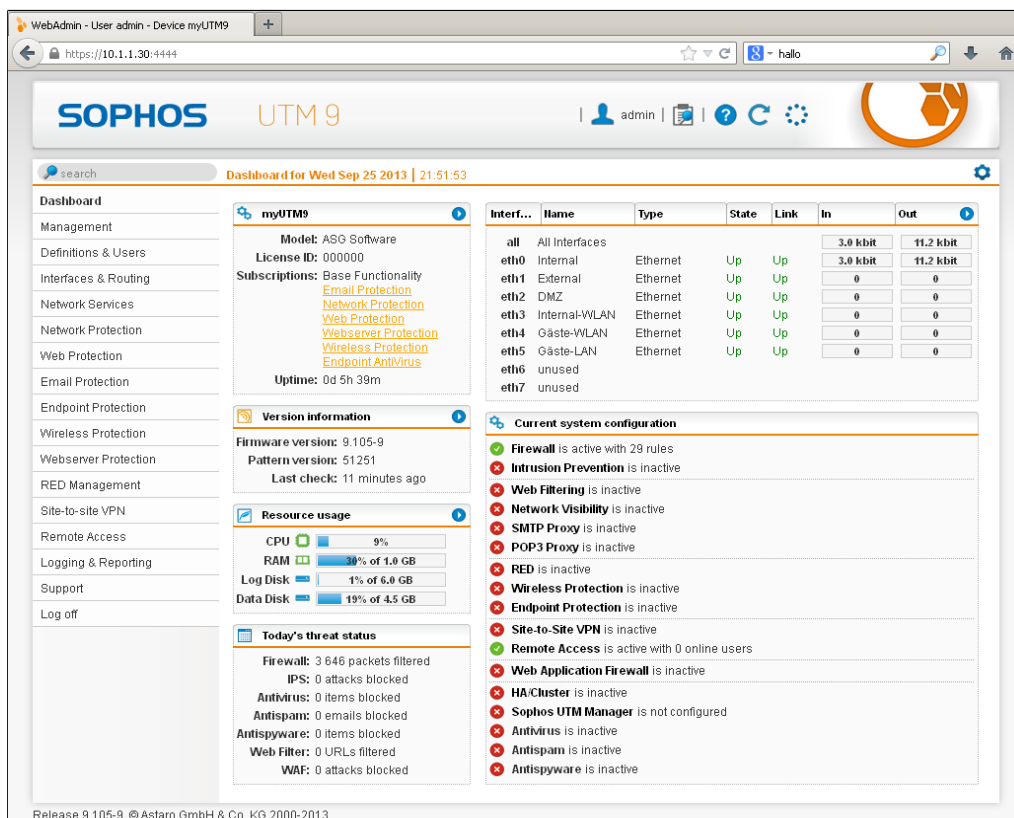 WebAdmin - User admin - Device myUTM9
https://10.1.1.30:4444
hallo
SOPHOS UTM 9
| admin | |
search
Dashboard for Wed Sep 25 2013 | 21:51:53
Dashboard
Management
Definitions & Users
Interfaces & Routing
Network Services
Network Protection
Web Protection
Email Protection
Endpoint Protection
Wireless Protection
Webserver Protection
RED Management
Site-to-site VPN
Remote Access
Logging & Reporting
Support
Log off
myUTM9
Model: ASG Software
License ID: 000000
Subscriptions: Base Functionality
Email Protection
Network Protection
Web Protection
Webserver Protection
Wireless Protection
Endpoint AntiVirus
Uptime: 0d 5h 39m
Version information
Firmware version: 9.105-9
Pattern version: 51251
Last check: 11 minutes ago
Resource usage
CPU 9%
RAM 30% of 1.0 GB
Log Disk 1% of 6.0 GB
Data Disk 19% of 4.5 GB
Today's threat status
Firewall: 3 646 packets filtered
IPS: 0 attacks blocked
Antivirus: 0 items blocked
Antispam: 0 emails blocked
Antispyware: 0 items blocked
Web Filter: 0 URLs filtered
WAF: 0 attacks blocked
Interf... Name Type State Link In Out
all All Interfaces 3.0 kbit 11.2 kbit
eth0 Internal Ethernet Up Up 3.0 kbit 11.2 kbit
eth1 External Ethernet Up Up 0 0
eth2 DMZ Ethernet Up Up 0 0
eth3 Internal-WLAN Ethernet Up Up 0 0
eth4 Gäste-WLAN Ethernet Up Up 0 0
eth5 Gäste-LAN Ethernet Up Up 0 0
eth6 unused
eth7 unused
Current system configuration
Firewall is active with 29 rules
Intrusion Prevention is inactive
Web Filtering is inactive
Network Visibility is inactive
SMTP Proxy is inactive
POP3 Proxy is inactive
RED is inactive
Wireless Protection is inactive
Endpoint Protection is inactive
Site-to-Site VPN is inactive
Remote Access is active with 0 online users
Web Application Firewall is inactive
HA/Cluster is inactive
Sophos UTM Manager is not configured
Antivirus is inactive
Antispam is inactive
Antispyware is inactive
Release 9.105-9 © Astaro GmbH & Co. KG 2000-2013